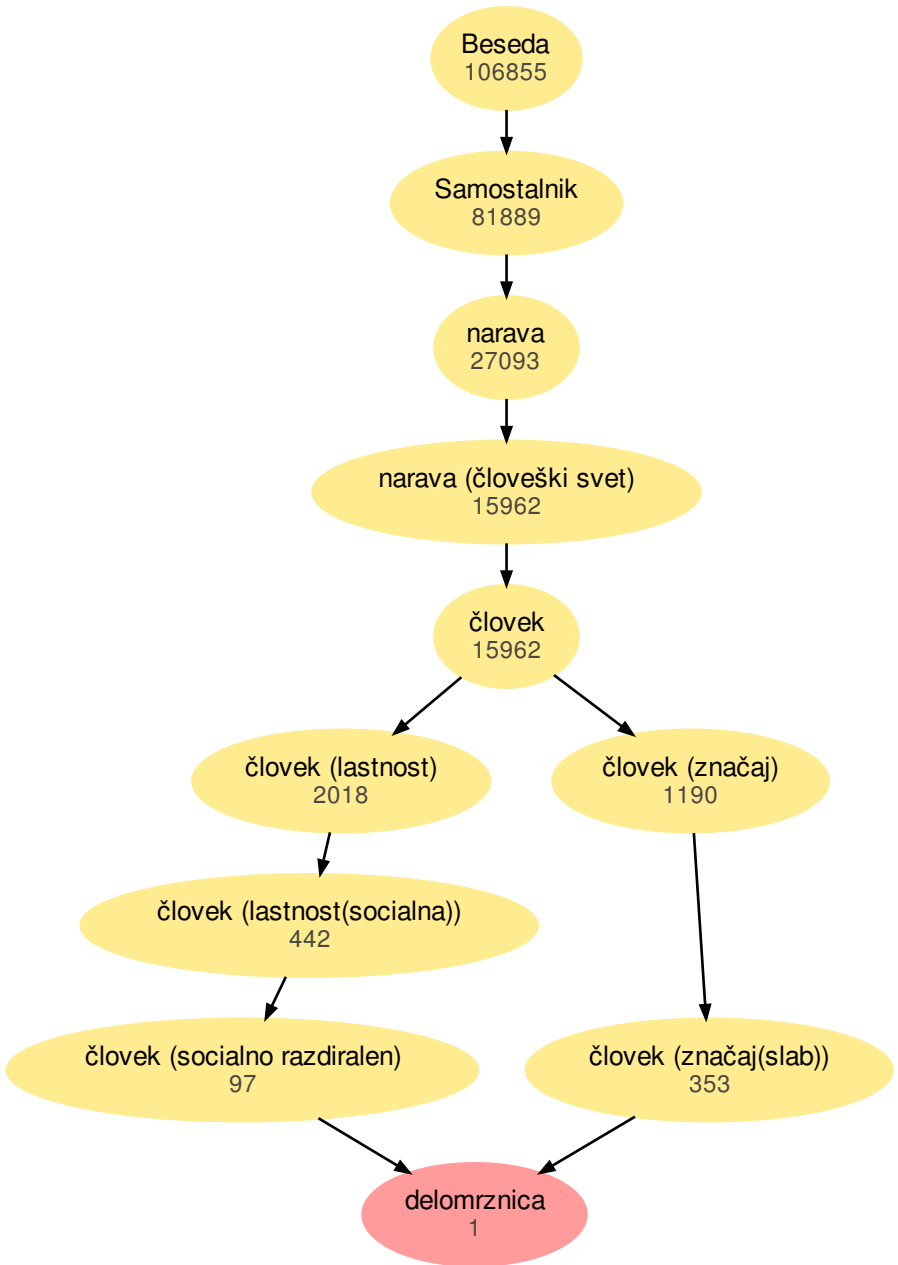 Beseda
106855
Samostalnik
81889
narava
27093
narava (človeški svet)
15962
človek
15962
človek (lastnost)
2018
človek (značaj)
1190
človek (lastnost(socialna))
442
človek (socialno razdiralen)
97
človek (značaj(slab))
353
delomrznica
1